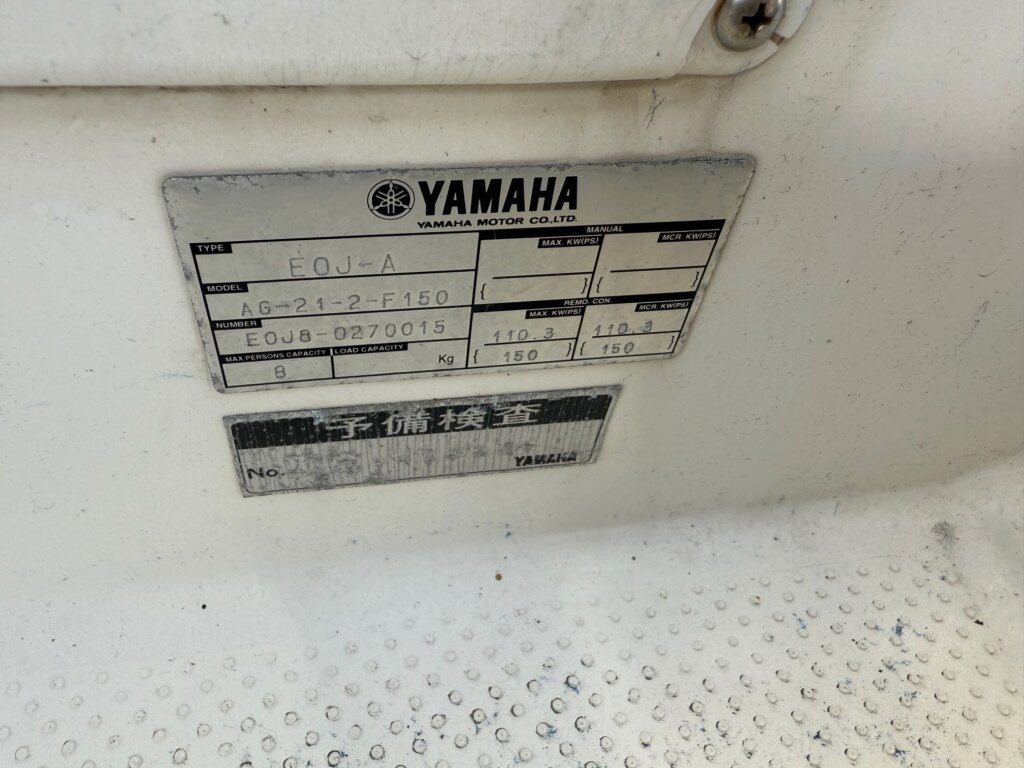 YAMAHA
YAMAHA MOTOR CO.,LTD.
TYPE
E0J-A
MODEL
AG-21-2-F150
NUMBER
E0J8-0270015
MAX.PERSONS CAPACITY
8
LOAD CAPACITY
Kg
MANUAL
MAX. KW(PS) MCR. KW(PS)
{ } { }
REMO. CON.
MAX. KW(PS) MCR. KW(PS)
110.3 110.3
{ 150 } { 150 }
予備検査
No.
YAMAHA